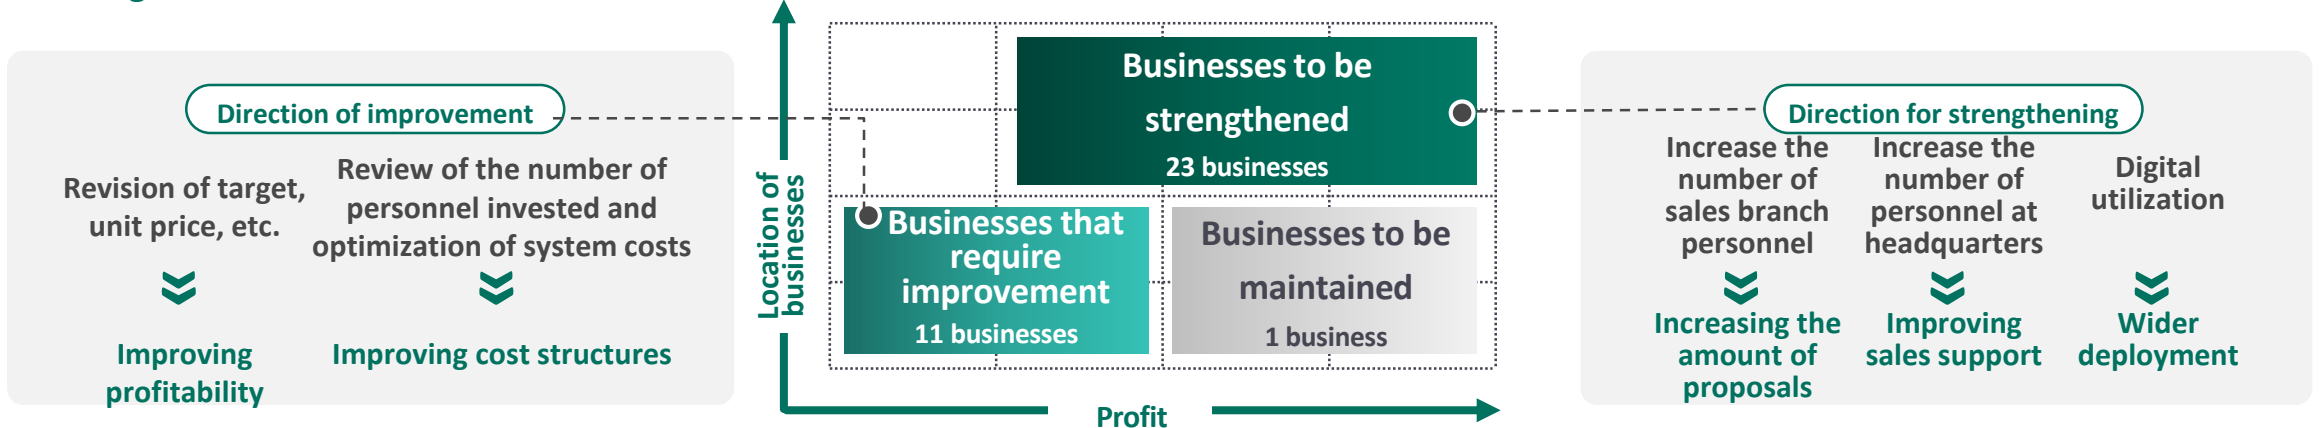 Direction of improvement
Revision of target,
unit price, etc.
Improving
profitability
Review of the number of
personnel invested and
optimization of system costs
Improving cost structures
Location of
businesses
Businesses to be
strengthened
23 businesses
Businesses that
require
improvement
11 businesses
Businesses to be
maintained
1 business
Profit
Direction for strengthening
Increase the
number of
sales branch
personnel
Increasing the
amount of
proposals
Increase the
number of
personnel at
headquarters
Improving
sales support
Digital
utilization
Wider
deployment